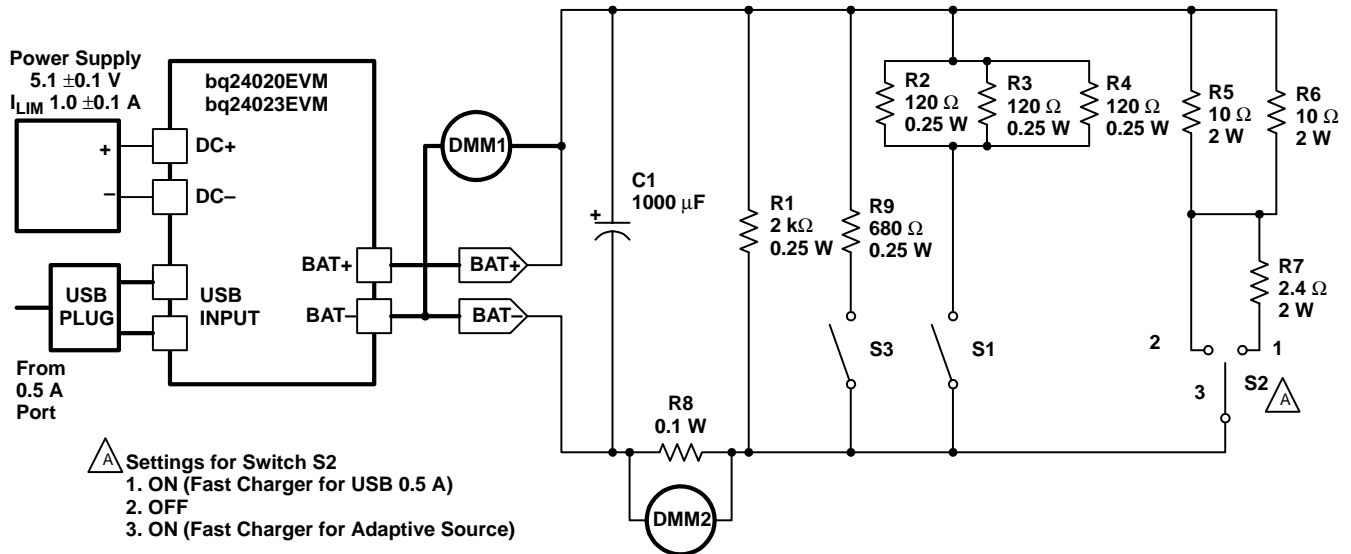 Power Supply
5.1 ±0.1 V
ILIM 1.0 ±0.1 A
+
−
DC+
DC−
bq24020EVM
bq24023EVM
USB
PLUG
USB
INPUT
From
0.5 A
Port
BAT+
BAT−
BAT+
BAT−
DMM1
+
C1
1000 µF
R1
2 kΩ
0.25 W
R9
680 Ω
0.25 W
R2
120 Ω
0.25 W
R3
120 Ω
0.25 W
R4
120 Ω
0.25 W
R5
10 Ω
2 W
R6
10 Ω
2 W
R7
2.4 Ω
2 W
S3
S1
2
1
3
S2
A
R8
0.1 W
DMM2
A
Settings for Switch S2
1. ON (Fast Charger for USB 0.5 A)
2. OFF
3. ON (Fast Charger for Adaptive Source)